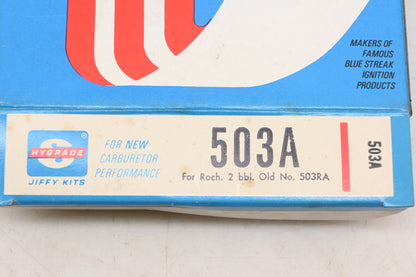 MAKERS OF
FAMOUS
BLUE STREAK
IGNITION
PRODUCTS
S
HYGRADE
JIFFY KITS
FOR NEW
CARBURETOR
PERFORMANCE
503A
For Roch. 2 bbl. Old No. 503RA
503A